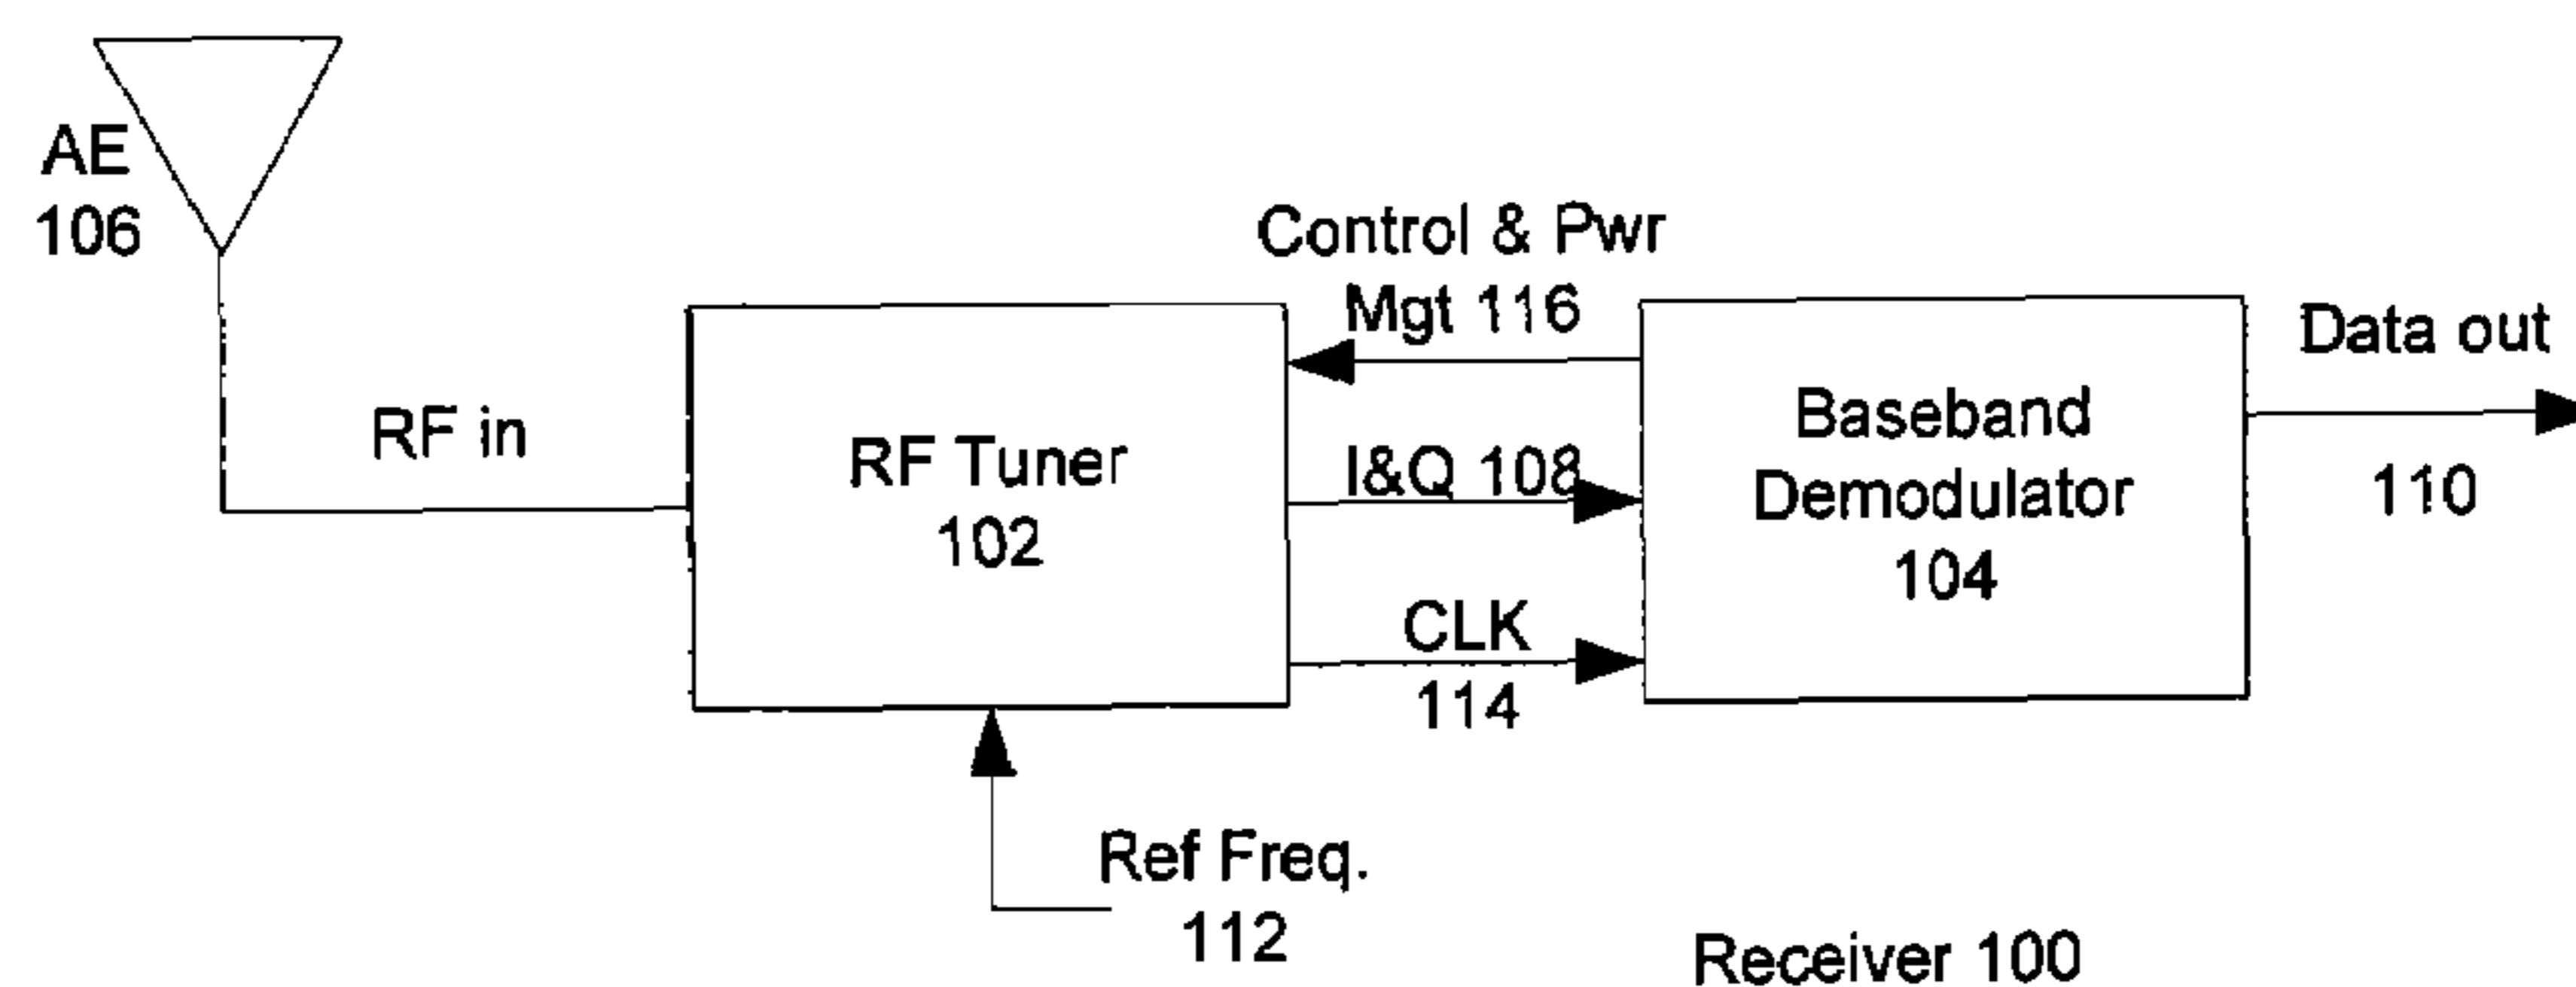 AE
106
RF in
RF Tuner
102
Control & Pwr
Mgt 116
I&Q 108
CLK
114
Baseband
Demodulator
104
Data out
110
Ref Freq.
112
Receiver 100